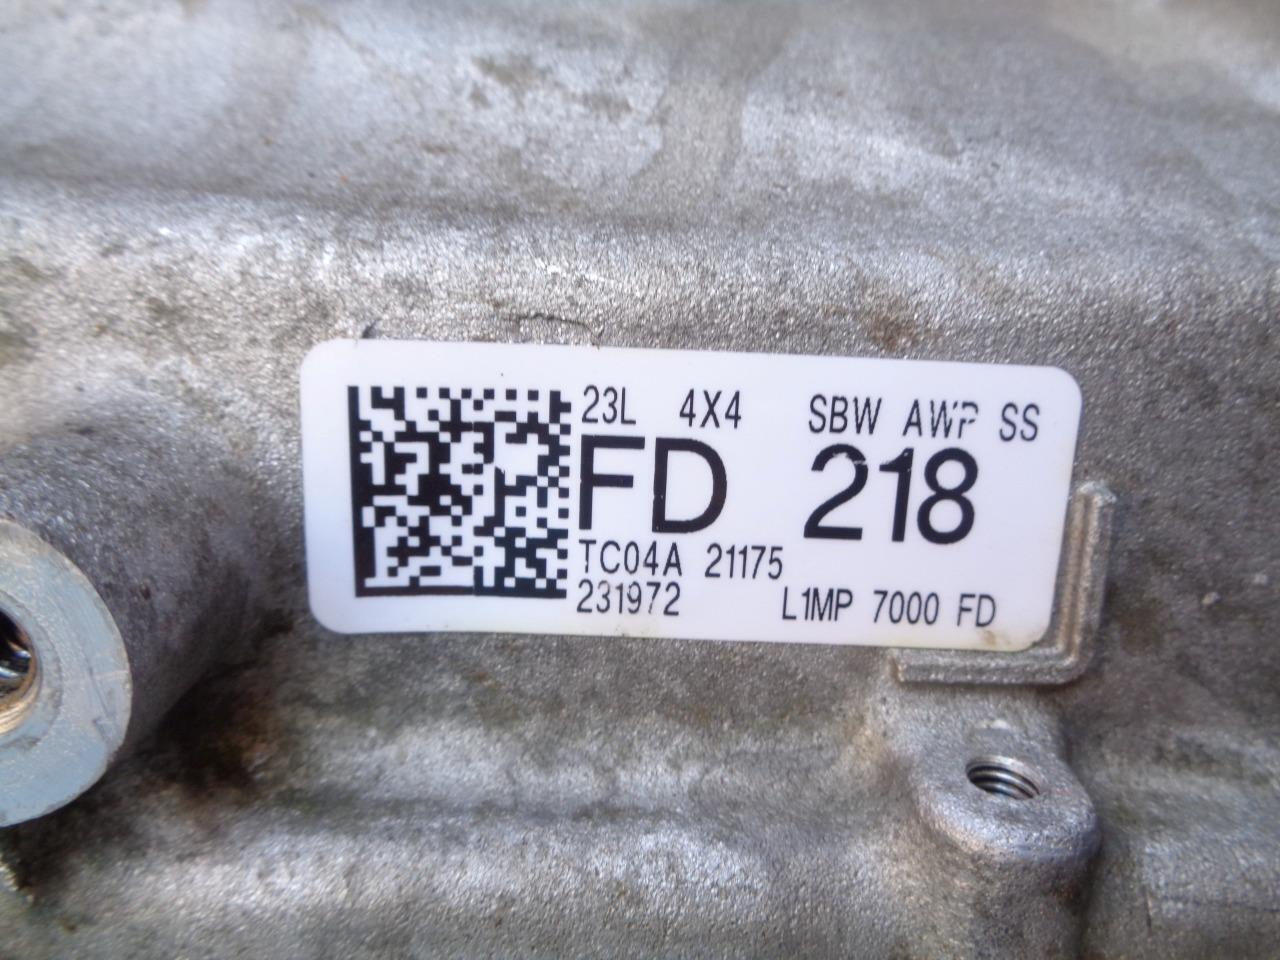 23L 4X4 SBW AWP SS
FD 218
TC04A 21175
231972 L1MP 7000 FD